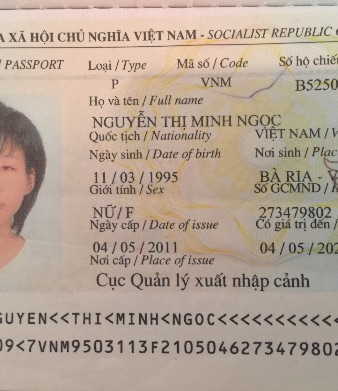 A XÃ HỘI CHỦ NGHĨA VIỆT NAM - SOCIALIST REPUBLIC
PASSPORT Loại / Type Mã số / Code Số hộ chiếu
P VNM B5250
Họ và tên / Full name
NGUYỄN THỊ MINH NGỌC
Quốc tịch / Nationality VIỆT NAM / V
Ngày sinh / Date of birth Nơi sinh / Place
11 / 03 / 1995 BÀ RỊA - V
Giới tính / Sex Số GCMND /
NỮ / F 273479802
Ngày cấp / Date of issue Có giá trị đến /
04 / 05 / 2011 04 / 05 / 202
Nơi cấp / Place of issue
Cục Quản lý xuất nhập cảnh
GUYEN<<THI<MINH<NGOC<<<<<<<<<<
09<7VNM9503113F2105046273479802